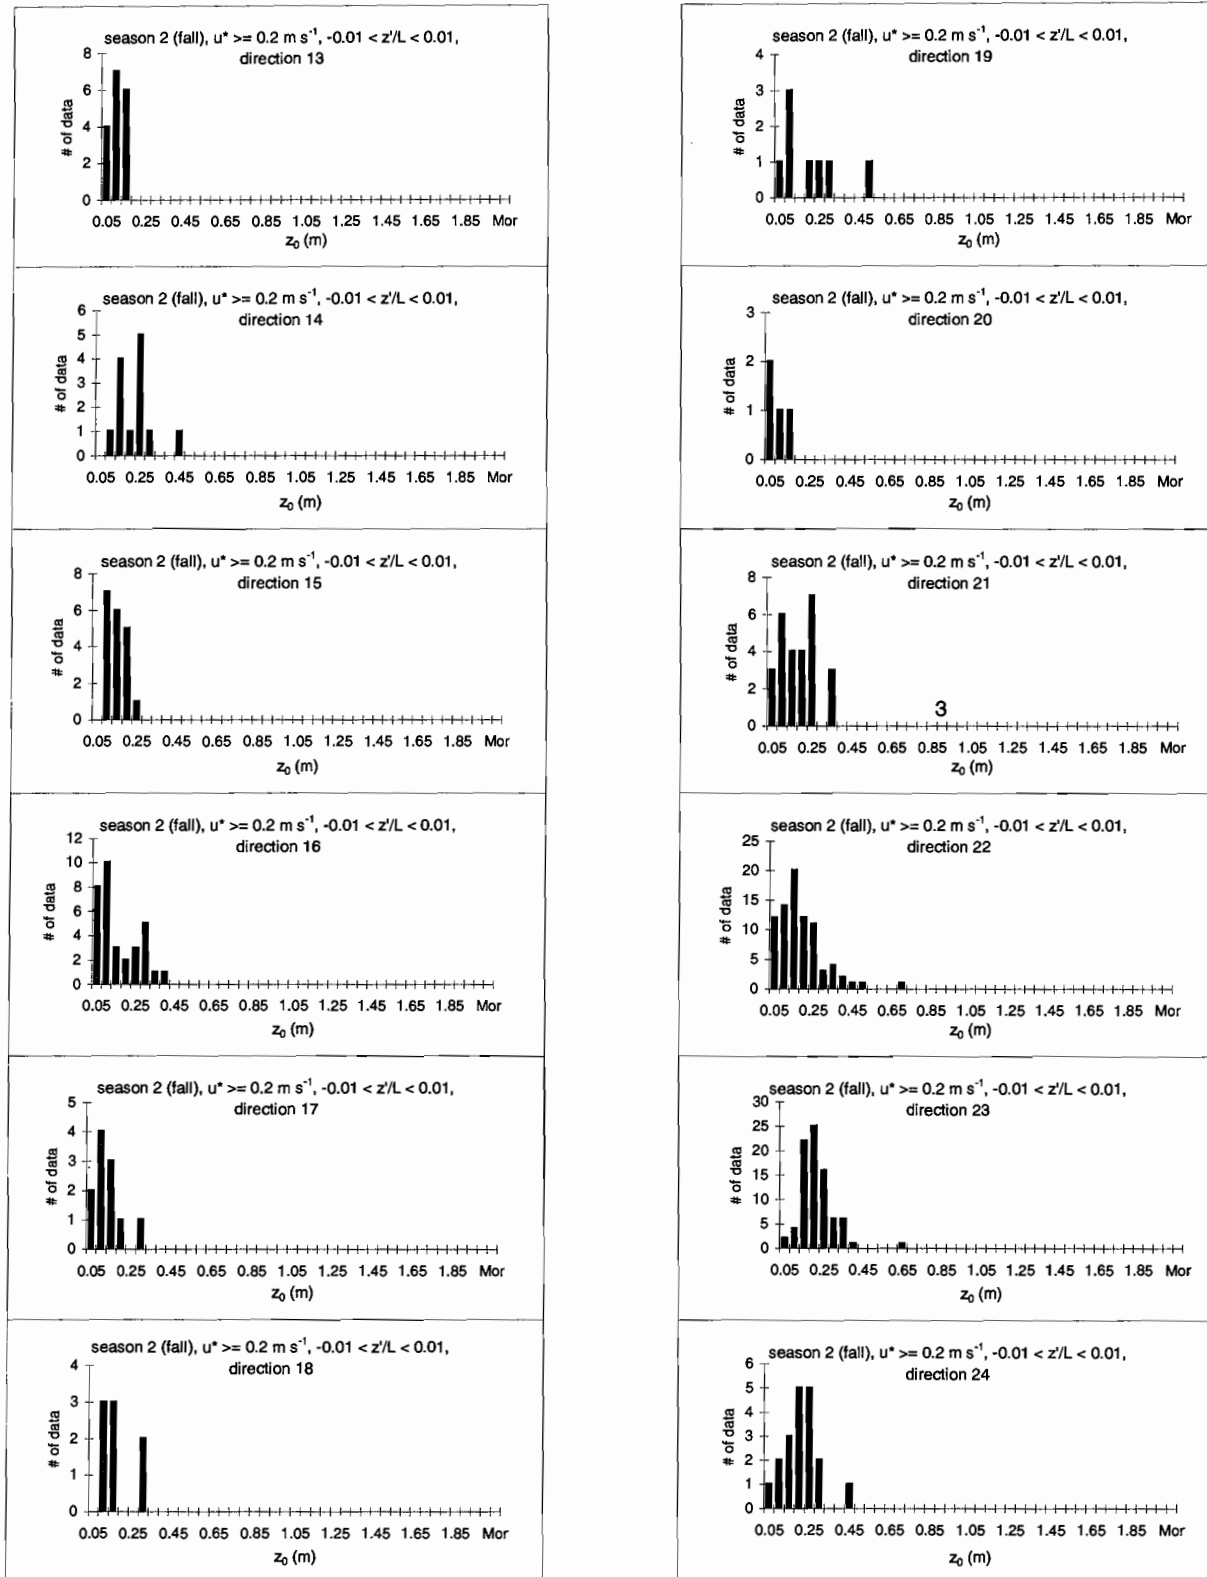 season 2 (fall), u* >= 0.2 m s⁻¹, -0.01 < z'/L < 0.01,
direction 13
8
6
4
2
0
# of data
0.05 0.25 0.45 0.65 0.85 1.05 1.25 1.45 1.65 1.85 Mor
z₀ (m)
season 2 (fall), u* >= 0.2 m s⁻¹, -0.01 < z'/L < 0.01,
direction 14
6
5
4
3
2
1
0
# of data
0.05 0.25 0.45 0.65 0.85 1.05 1.25 1.45 1.65 1.85 Mor
z₀ (m)
season 2 (fall), u* >= 0.2 m s⁻¹, -0.01 < z'/L < 0.01,
direction 15
8
6
4
2
0
# of data
0.05 0.25 0.45 0.65 0.85 1.05 1.25 1.45 1.65 1.85 Mor
z₀ (m)
season 2 (fall), u* >= 0.2 m s⁻¹, -0.01 < z'/L < 0.01,
direction 16
12
10
8
6
4
2
0
# of data
0.05 0.25 0.45 0.65 0.85 1.05 1.25 1.45 1.65 1.85 Mor
z₀ (m)
season 2 (fall), u* >= 0.2 m s⁻¹, -0.01 < z'/L < 0.01,
direction 17
5
4
3
2
1
0
# of data
0.05 0.25 0.45 0.65 0.85 1.05 1.25 1.45 1.65 1.85 Mor
z₀ (m)
season 2 (fall), u* >= 0.2 m s⁻¹, -0.01 < z'/L < 0.01,
direction 18
4
3
2
1
0
# of data
0.05 0.25 0.45 0.65 0.85 1.05 1.25 1.45 1.65 1.85 Mor
z₀ (m)
season 2 (fall), u* >= 0.2 m s⁻¹, -0.01 < z'/L < 0.01,
direction 19
4
3
2
1
0
# of data
0.05 0.25 0.45 0.65 0.85 1.05 1.25 1.45 1.65 1.85 Mor
z₀ (m)
season 2 (fall), u* >= 0.2 m s⁻¹, -0.01 < z'/L < 0.01,
direction 20
3
2
1
0
# of data
0.05 0.25 0.45 0.65 0.85 1.05 1.25 1.45 1.65 1.85 Mor
z₀ (m)
season 2 (fall), u* >= 0.2 m s⁻¹, -0.01 < z'/L < 0.01,
direction 21
8
6
4
2
0
# of data
3
0.05 0.25 0.45 0.65 0.85 1.05 1.25 1.45 1.65 1.85 Mor
z₀ (m)
season 2 (fall), u* >= 0.2 m s⁻¹, -0.01 < z'/L < 0.01,
direction 22
25
20
15
10
5
0
# of data
0.05 0.25 0.45 0.65 0.85 1.05 1.25 1.45 1.65 1.85 Mor
z₀ (m)
season 2 (fall), u* >= 0.2 m s⁻¹, -0.01 < z'/L < 0.01,
direction 23
30
25
20
15
10
5
0
# of data
0.05 0.25 0.45 0.65 0.85 1.05 1.25 1.45 1.65 1.85 Mor
z₀ (m)
season 2 (fall), u* >= 0.2 m s⁻¹, -0.01 < z'/L < 0.01,
direction 24
6
5
4
3
2
1
0
# of data
0.05 0.25 0.45 0.65 0.85 1.05 1.25 1.45 1.65 1.85 Mor
z₀ (m)